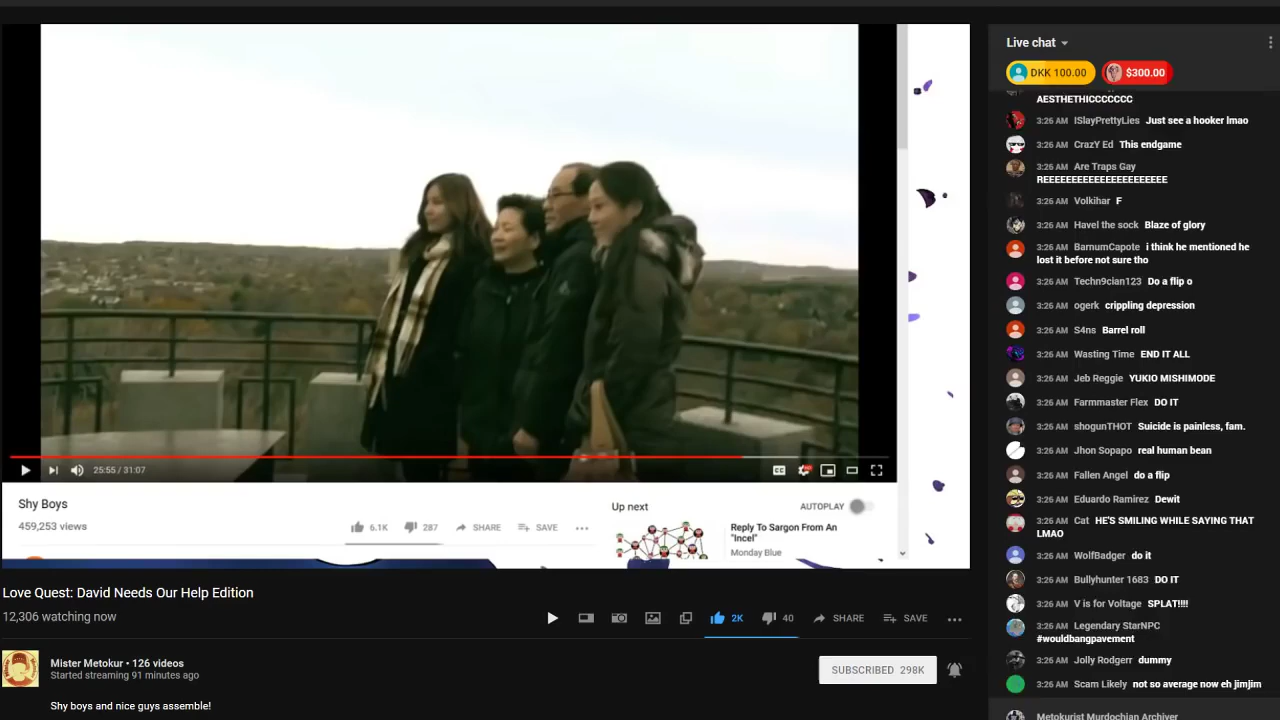 25:55 / 31:07
CC
Shy Boys
459,253 views
6.1K
287
SHARE
SAVE
Up next
AUTOPLAY
Reply To Sargon From An
"Incel"
Monday Blue
Love Quest: David Needs Our Help Edition
12,306 watching now
2K
40
SHARE
SAVE
Mister Metokur • 126 videos
Started streaming 91 minutes ago
SUBSCRIBED 298K
Shy boys and nice guys assemble!
Live chat
DKK 100.00
$300.00
AESTHETHICCCCCCC
3:26 AM ISlayPrettyLies Just see a hooker lmao
3:26 AM CrazY Ed This endgame
3:26 AM Are Traps Gay
REEEEEEEEEEEEEEEEEEEEEE
3:26 AM Volkihar F
3:26 AM Havel the sock Blaze of glory
3:26 AM BarnumCapote i think he mentioned he
lost it before not sure tho
3:26 AM Techn9cian123 Do a flip o
3:26 AM ogerk crippling depression
3:26 AM S4ns Barrel roll
3:26 AM Wasting Time END IT ALL
3:26 AM Jeb Reggie YUKIO MISHIMODE
3:26 AM Farmmaster Flex DO IT
3:26 AM shogunTHOT Suicide is painless, fam.
3:26 AM Jhon Sopapo real human bean
3:26 AM Fallen Angel do a flip
3:26 AM Eduardo Ramirez Dewit
3:26 AM Cat HE'S SMILING WHILE SAYING THAT
LMAO
3:26 AM WolfBadger do it
3:26 AM Bullyhunter 1683 DO IT
3:26 AM V is for Voltage SPLAT!!!!
3:26 AM Legendary StarNPC
#wouldbangpavement
3:26 AM Jolly Rodgerr dummy
3:26 AM Scam Likely not so average now eh jimjim
Metokurist Murdochian Archiver